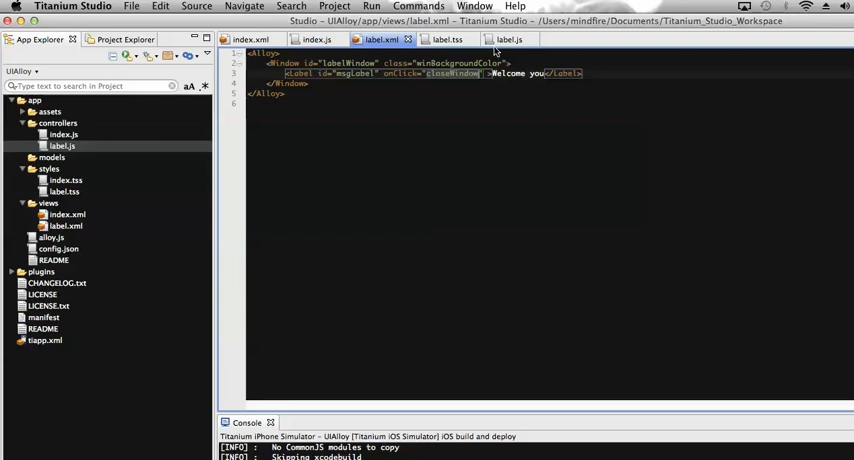 Titanium Studio File Edit Source Navigate Search Project Run Commands Window Help
Studio - UIAlloy/app/views/label.xml - Titanium Studio - /Users/mindfire/Documents/Titanium_Studio_Workspace
App Explorer Project Explorer
index.xml index.js label.xml label.tss label.js
UIAlloy
Type to search in Project aA .*
app
assets
controllers
index.js
label.js
models
styles
index.tss
label.tss
views
index.xml
label.xml
alloy.js
config.json
README
plugins
CHANGELOG.txt
LICENSE
LICENSE.txt
manifest
README
tiapp.xml
1 <Alloy>
2 <Window id="labelWindow" class="winBackgroundColor">
3 <Label id="msgLabel" onClick="closeWindow" >Welcome you</Label>
4 </Window>
5 </Alloy>
6
Console
Titanium iPhone Simulator - UIAlloy [Titanium iOS Simulator] iOS build and deploy
[INFO] : No CommonJS modules to copy
[INFO] : Skipping xcodebuild